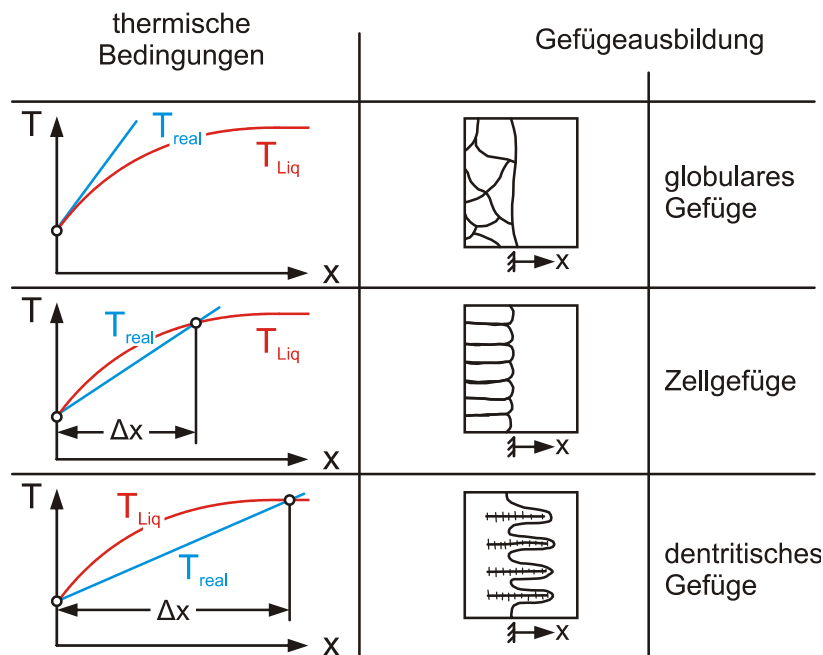 thermische
Bedingungen
Gefügeausbildung
T
T real
T Liq
x
x
globulares
Gefüge
T
T real
T Liq
Δx
x
x
Zellgefüge
T
T Liq
T real
Δx
x
x
dentritisches
Gefüge